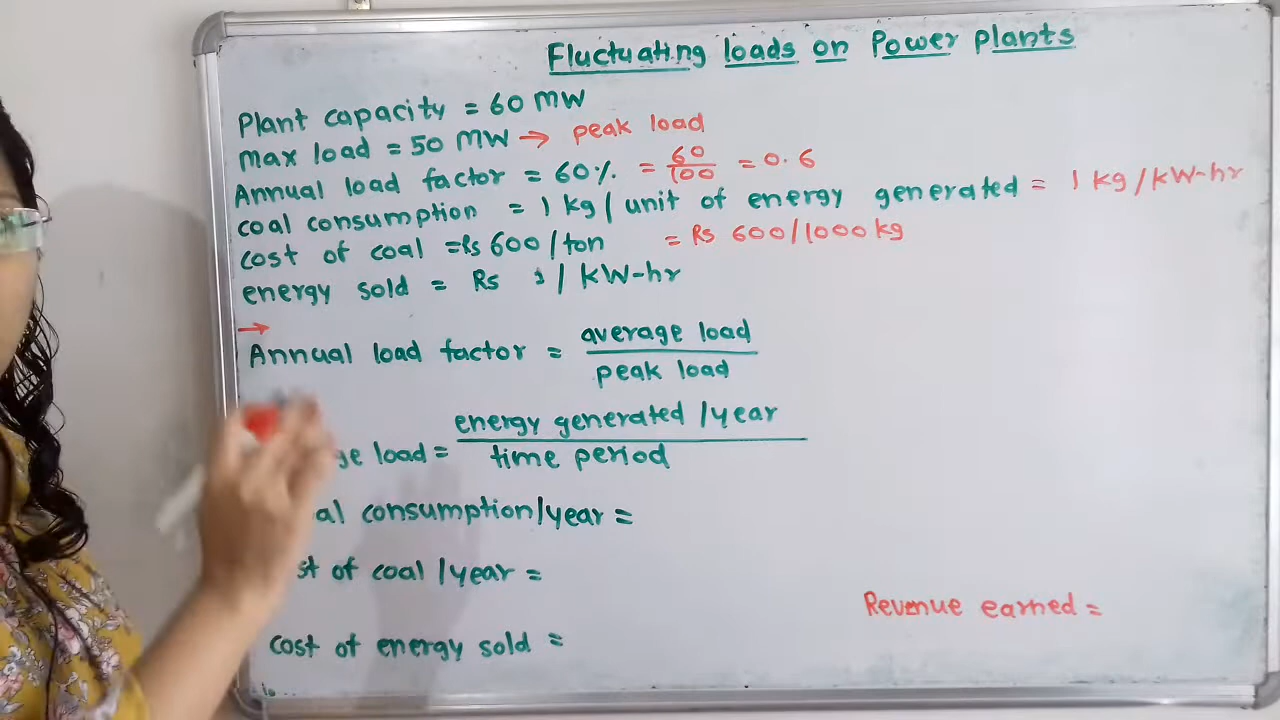 Fluctuating loads on Power plants
Plant capacity = 60 MW
Max load = 50 MW → peak load
Annual load factor = 60% = 60/100 = 0.6
coal consumption = 1 kg/unit of energy generated = 1 kg/kW-hr
cost of coal = Rs 600/ton = Rs 600/1000 kg
energy sold = Rs 1/kW-hr
→
Annual load factor = average load / peak load
ge load = energy generated /year / time period
al consumption/year =
st of coal /year =
Revenue earned =
cost of energy sold =